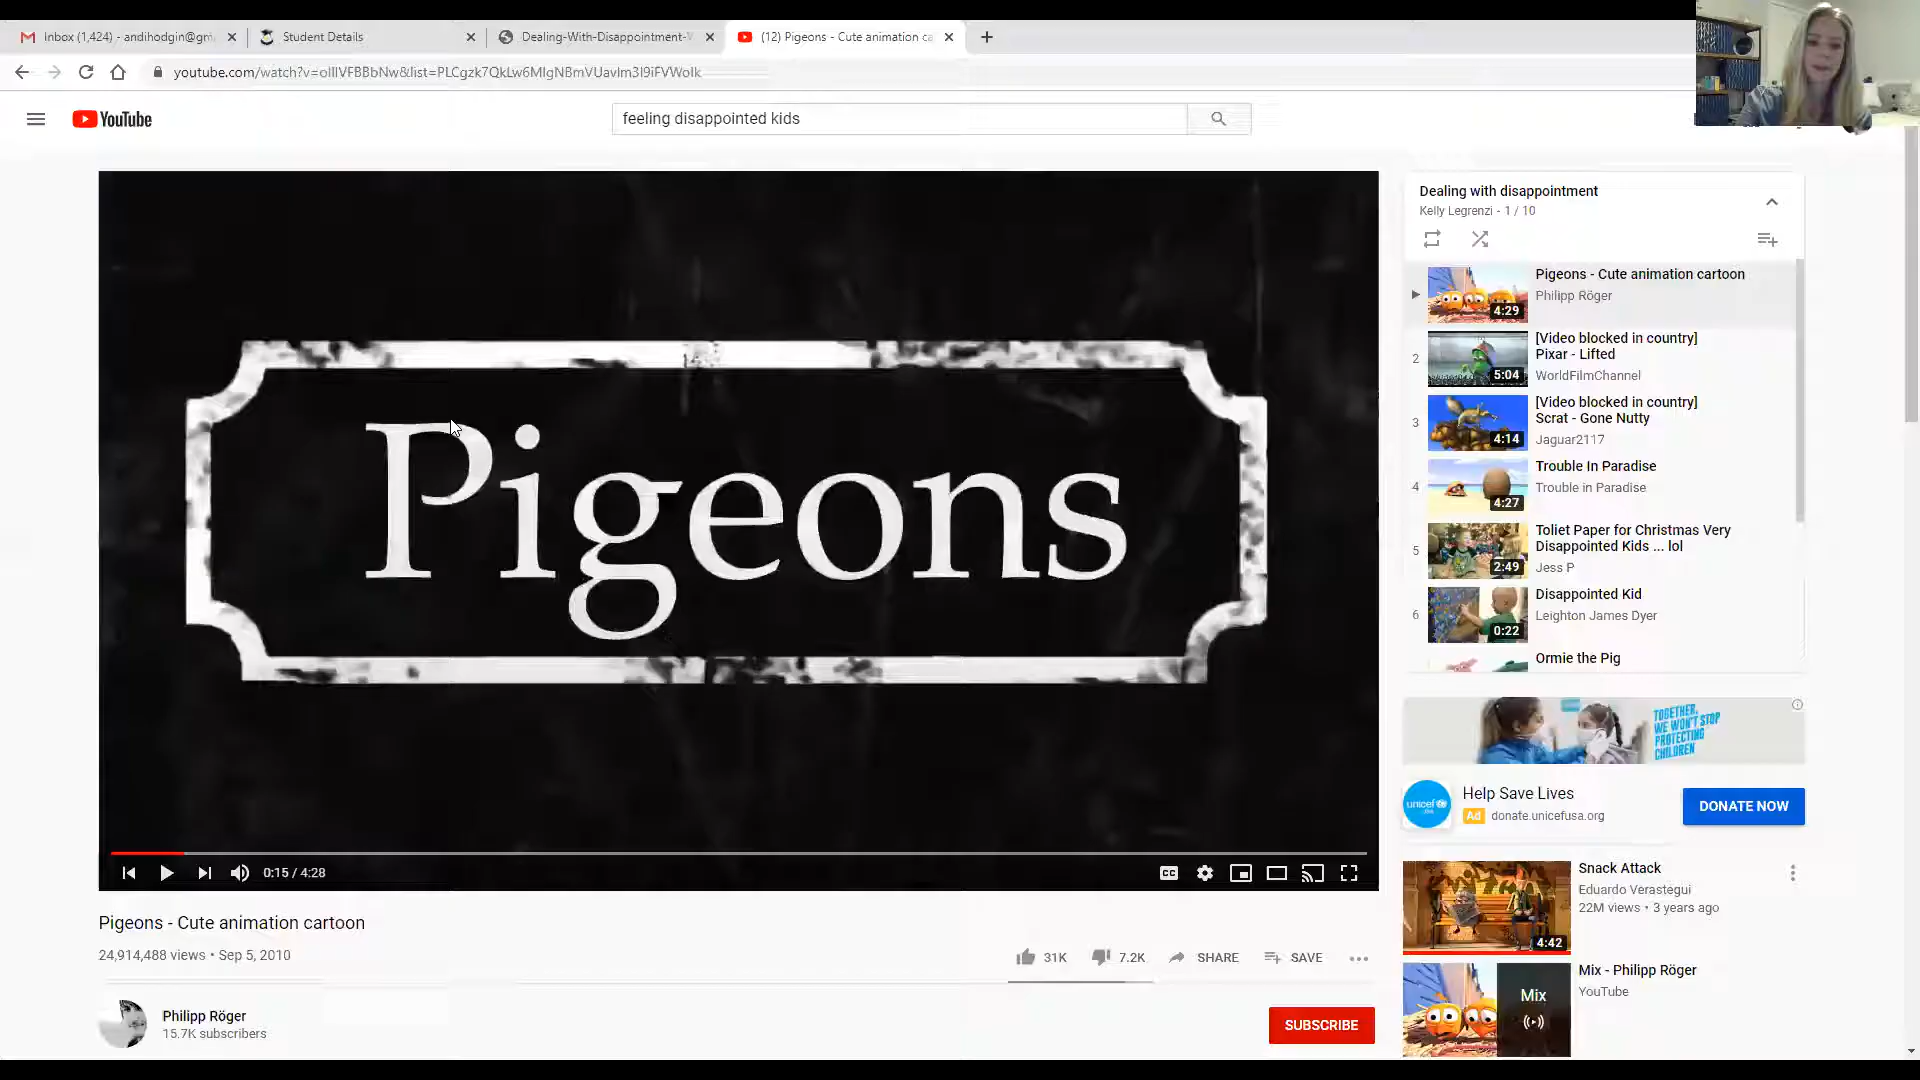 Inbox (1,424) - andihodgin@gm
Student Details
Dealing-With-Disappointment-
(12) Pigeons - Cute animation ca
YouTube
feeling disappointed kids
Pigeons
0:15 / 4:28
Pigeons - Cute animation cartoon
24,914,488 views • Sep 5, 2010
31K
7.2K
SHARE
SAVE
Philipp Röger
15.7K subscribers
SUBSCRIBE
Dealing with disappointment
Kelly Legrenzi - 1 / 10
Pigeons - Cute animation cartoon
Philipp Röger
4:29
2
[Video blocked in country]
Pixar - Lifted
WorldFilmChannel
5:04
3
[Video blocked in country]
Scrat - Gone Nutty
Jaguar2117
4:14
4
Trouble In Paradise
Trouble in Paradise
4:27
5
Toliet Paper for Christmas Very
Disappointed Kids ... lol
Jess P
2:49
6
Disappointed Kid
Leighton James Dyer
0:22
Ormie the Pig
TOGETHER,
WE WON'T STOP
PROTECTING
CHILDREN
unicef
Help Save Lives
Ad donate.unicefusa.org
DONATE NOW
Snack Attack
Eduardo Verastegui
22M views • 3 years ago
4:42
Mix - Philipp Röger
YouTube
Mix